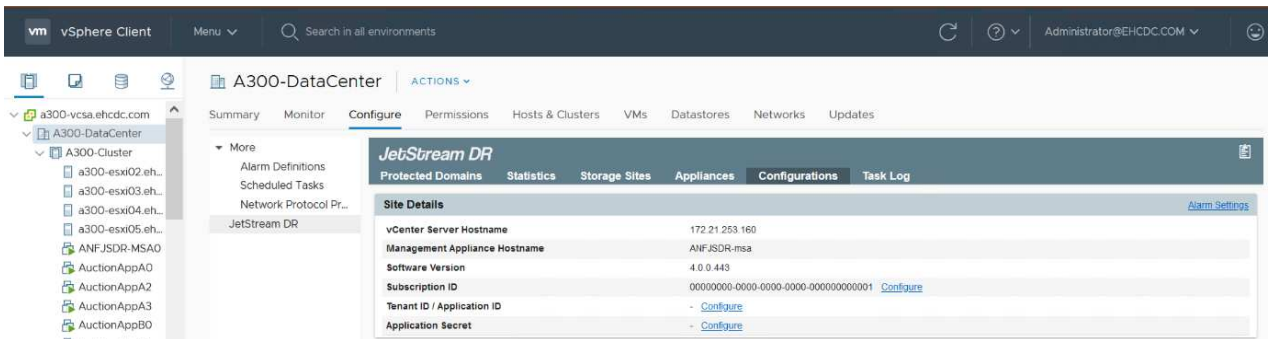 vm vSphere Client Menu Search in all environments Administrator@EHCDC.COM
A300-DataCenter ACTIONS
a300-vcsa.ehcdc.com
A300-DataCenter
A300-Cluster
a300-esxi02.eh...
a300-esxi03.eh...
a300-esxi04.eh...
a300-esxi05.eh...
ANFJSDR-MSA0
AuctionAppA0
AuctionAppA2
AuctionAppA3
AuctionAppB0
Summary Monitor Configure Permissions Hosts & Clusters VMs Datastores Networks Updates
More
Alarm Definitions
Scheduled Tasks
Network Protocol Pr...
JetStream DR
JetStream DR
Protected Domains Statistics Storage Sites Appliances Configurations Task Log
Site Details Alarm Settings
vCenter Server Hostname 172.21.253.160
Management Appliance Hostname ANFJSDR-msa
Software Version 4.0.0.443
Subscription ID 00000000-0000-0000-0000-000000000001 Configure
Tenant ID / Application ID - Configure
Application Secret - Configure